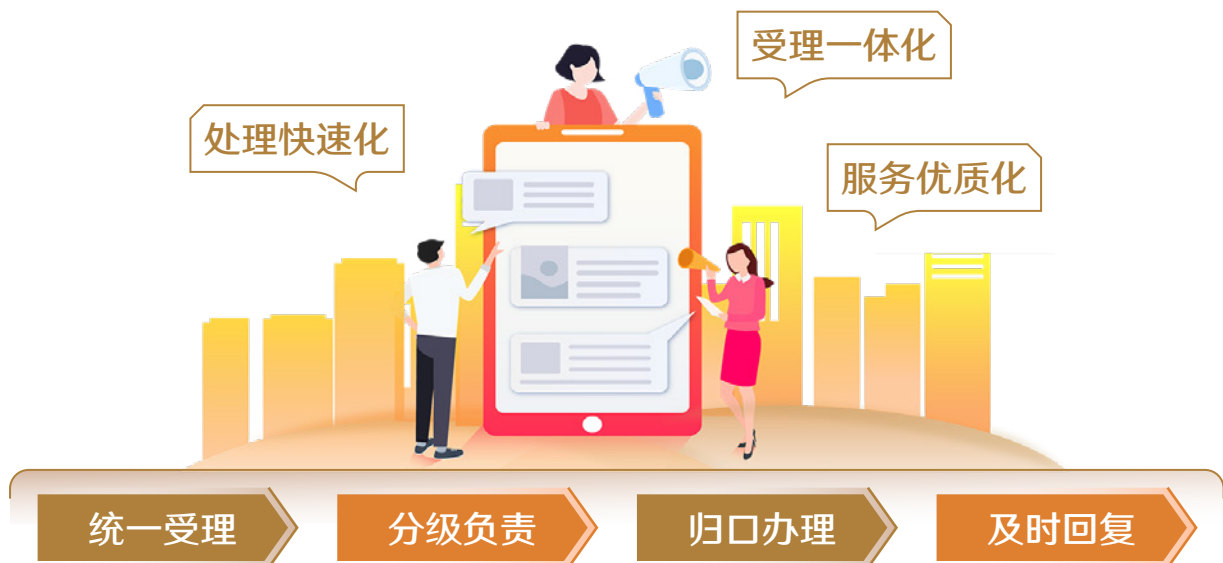 受理一体化
处理快速化
服务优质化
统一受理
分级负责
归口办理
及时回复